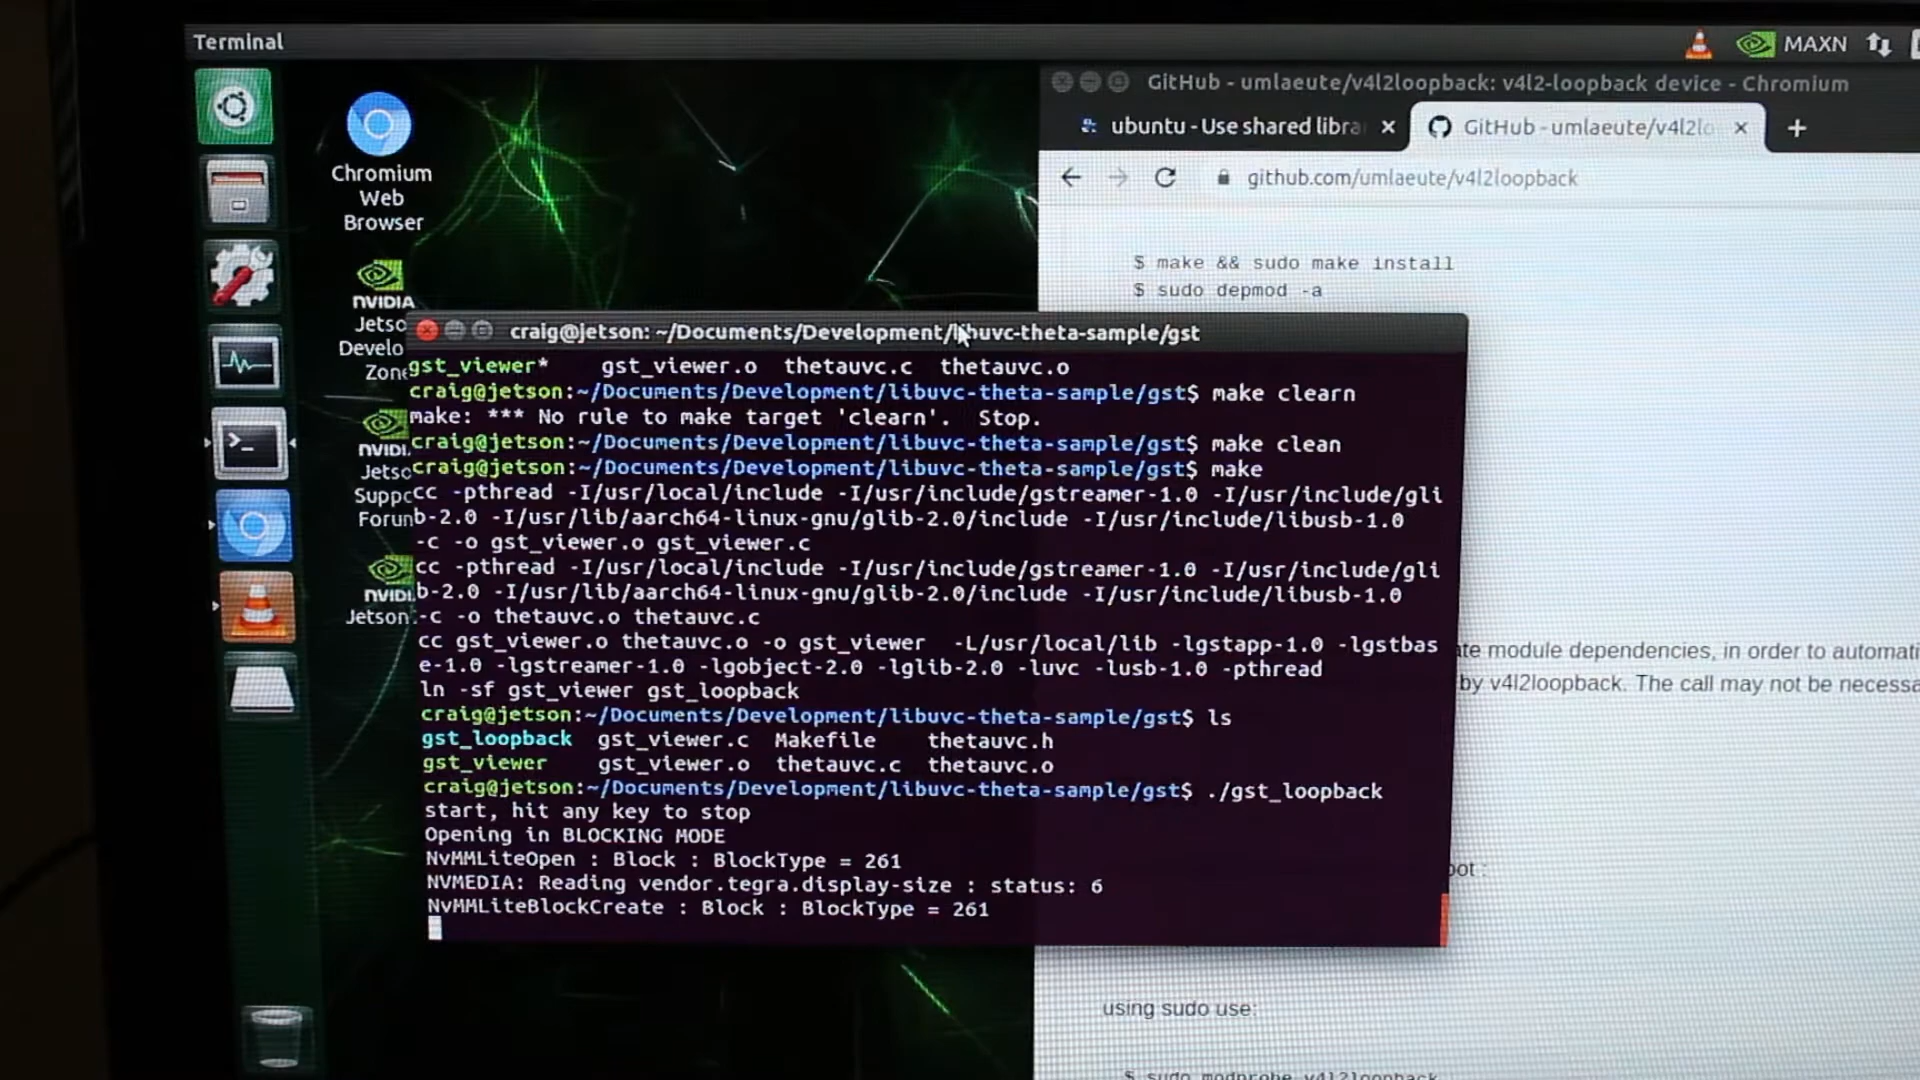 Terminal
MAXN
Chromium
Web
Browser
NVIDIA
Jetso
Develo
Zone
NVIDI
Jetso
Suppo
Forum
NVIDI
Jetson
GitHub - umlaeute/v4l2loopback: v4l2-loopback device - Chromium
ubuntu - Use shared libra
GitHub - umlaeute/v4l2lo
github.com/umlaeute/v4l2loopback
$ make && sudo make install
$ sudo depmod -a
craig@jetson: ~/Documents/Development/libuvc-theta-sample/gst
gst_viewer* gst_viewer.o thetauvc.c thetauvc.o
craig@jetson:~/Documents/Development/libuvc-theta-sample/gst$ make clearn
make: *** No rule to make target 'clearn'. Stop.
craig@jetson:~/Documents/Development/libuvc-theta-sample/gst$ make clean
craig@jetson:~/Documents/Development/libuvc-theta-sample/gst$ make
cc -pthread -I/usr/local/include -I/usr/include/gstreamer-1.0 -I/usr/include/gli
b-2.0 -I/usr/lib/aarch64-linux-gnu/glib-2.0/include -I/usr/include/libusb-1.0
-c -o gst_viewer.o gst_viewer.c
cc -pthread -I/usr/local/include -I/usr/include/gstreamer-1.0 -I/usr/include/gli
b-2.0 -I/usr/lib/aarch64-linux-gnu/glib-2.0/include -I/usr/include/libusb-1.0
-c -o thetauvc.o thetauvc.c
cc gst_viewer.o thetauvc.o -o gst_viewer -L/usr/local/lib -lgstapp-1.0 -lgstbas
e-1.0 -lgstreamer-1.0 -lgobject-2.0 -lglib-2.0 -luvc -lusb-1.0 -pthread
ln -sf gst_viewer gst_loopback
craig@jetson:~/Documents/Development/libuvc-theta-sample/gst$ ls
gst_loopback gst_viewer.c Makefile thetauvc.h
gst_viewer gst_viewer.o thetauvc.c thetauvc.o
craig@jetson:~/Documents/Development/libuvc-theta-sample/gst$ ./gst_loopback
start, hit any key to stop
Opening in BLOCKING MODE
NvMMLiteOpen : Block : BlockType = 261
NVMEDIA: Reading vendor.tegra.display-size : status: 6
NvMMLiteBlockCreate : Block : BlockType = 261
te module dependencies, in order to automati
by v4l2loopback. The call may not be necessa
oot :
using sudo use:
$ sudo modprobe v4l2loopback